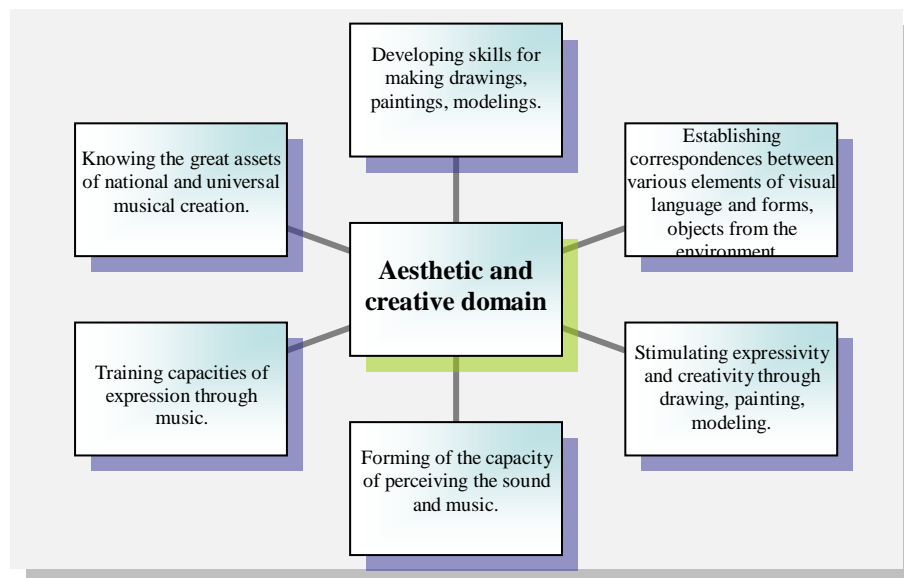 Developing skills for
making drawings,
paintings, modelings.
Establishing
correspondences between
various elements of visual
language and forms,
objects from the
environment
Stimulating expressivity
and creativity through
drawing, painting,
modeling.
Forming of the capacity
of perceiving the sound
and music.
Training capacities of
expression through
music.
Knowing the great assets
of national and universal
musical creation.
Aesthetic and
creative domain